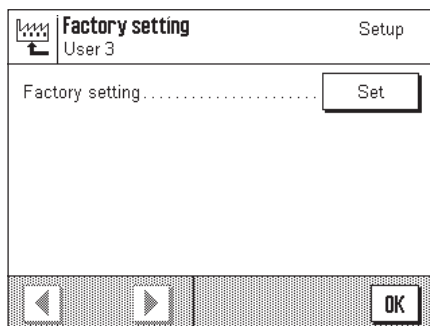 Factory setting Setup
User 3
Factory setting...................... Set
OK